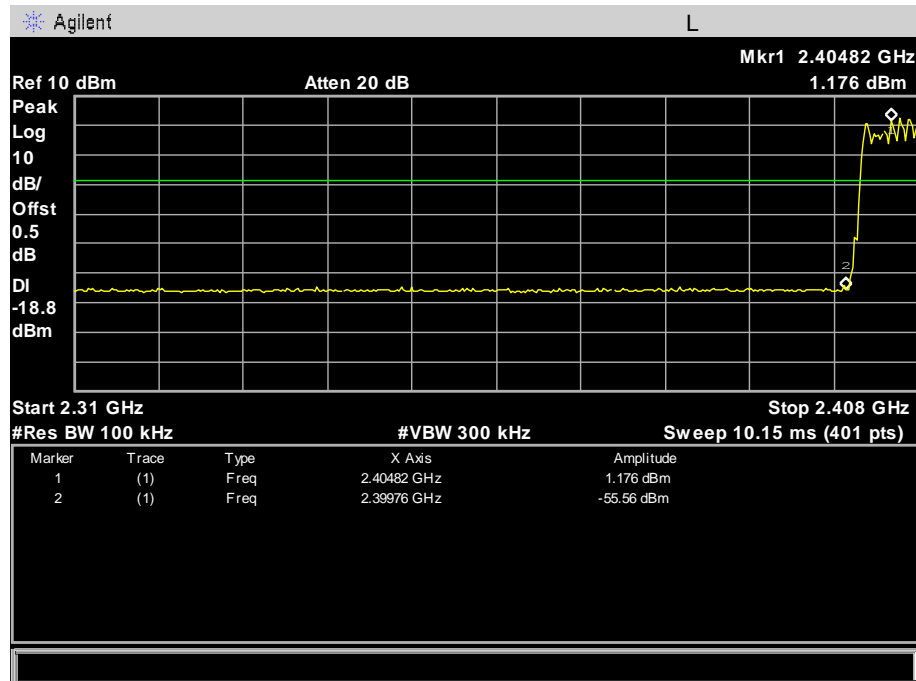 Agilent L
Mkr1 2.40482 GHz
Ref 10 dBm Atten 20 dB 1.176 dBm
Peak
Log
10
dB/
Offst
0.5
dB
DI
-18.8
dBm
1
2
Start 2.31 GHz Stop 2.408 GHz
#Res BW 100 kHz #VBW 300 kHz Sweep 10.15 ms (401 pts)
Marker Trace Type X Axis Amplitude
1 (1) Freq 2.40482 GHz 1.176 dBm
2 (1) Freq 2.39976 GHz -55.56 dBm